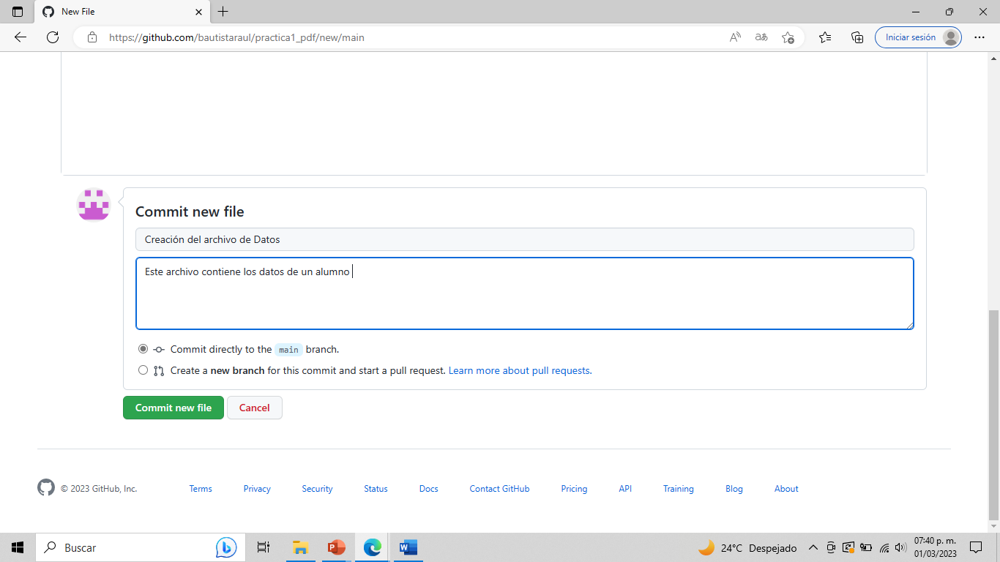 New File
https://github.com/bautistaraul/practica1_pdf/new/main
Iniciar sesión
Commit new file
Creación del archivo de Datos
Este archivo contiene los datos de un alumno
Commit directly to the main branch.
Create a new branch for this commit and start a pull request. Learn more about pull requests.
Commit new file
Cancel
© 2023 GitHub, Inc.
Terms
Privacy
Security
Status
Docs
Contact GitHub
Pricing
API
Training
Blog
About
Buscar
24°C Despejado
07:40 p. m.
01/03/2023